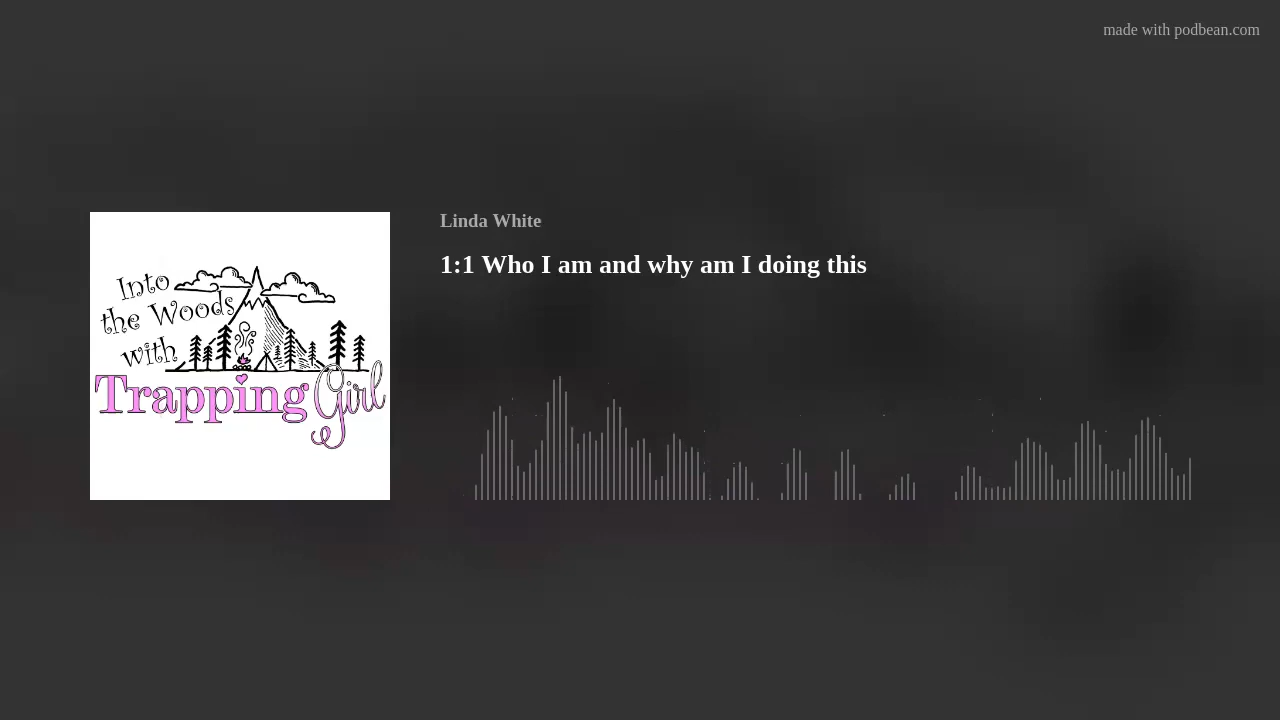 made with podbean.com
Linda White
1:1 Who I am and why am I doing this
Into
the Woods
with
Trapping Girl